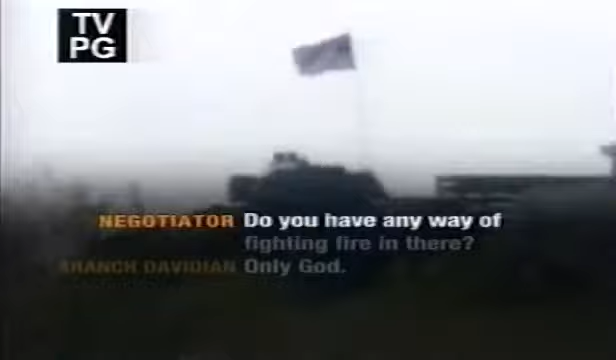 TV
PG
NEGOTIATOR Do you have any way of
fighting fire in there?
BRANCH DAVIDIAN Only God.